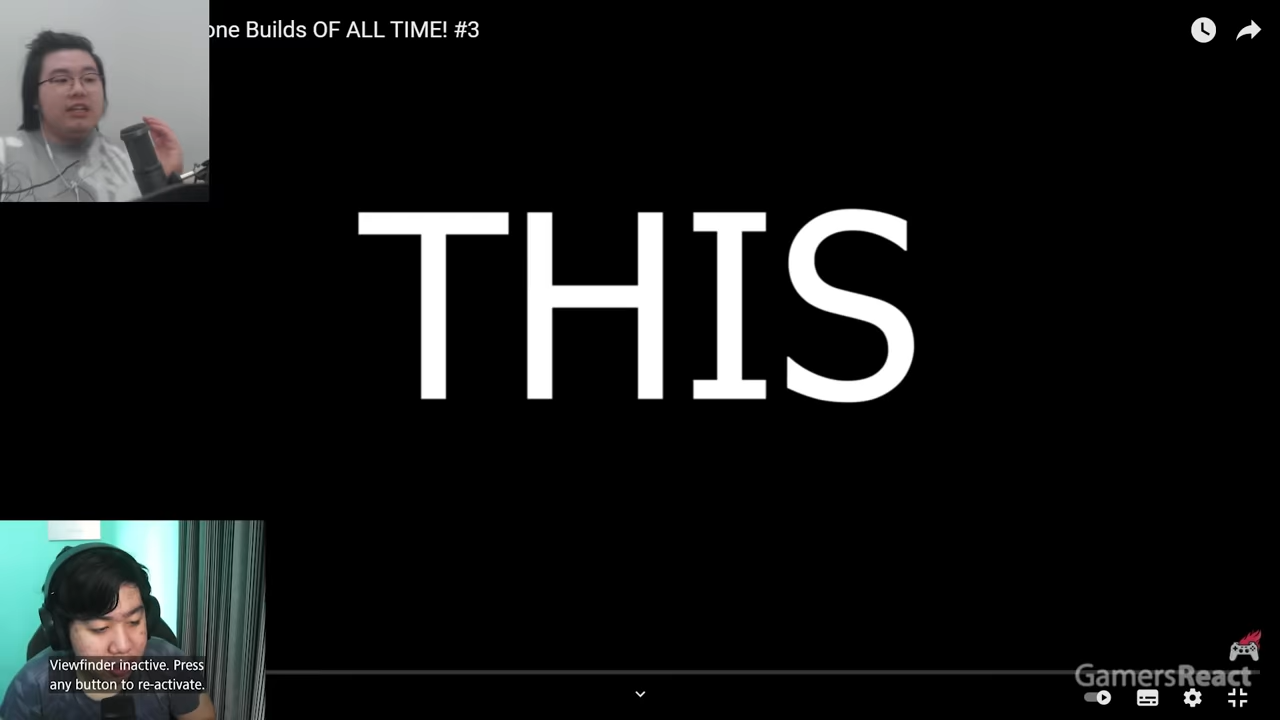 one Builds OF ALL TIME! #3
THIS
Viewfinder inactive. Press
any button to re-activate.
GamersReact